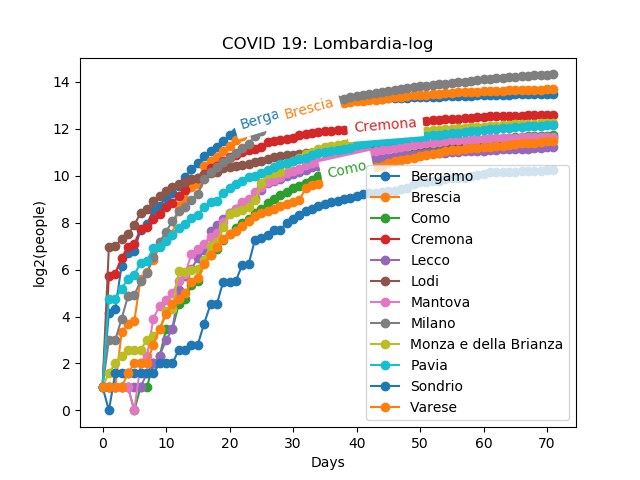 COVID 19: Lombardia-log
log2(people)
14
12
10
8
6
4
2
0
Berga
Brescia
Cremona
Como
Bergamo
Brescia
Como
Cremona
Lecco
Lodi
Mantova
Milano
Monza e della Brianza
Pavia
Sondrio
Varese
0 10 20 30 40 50 60 70
Days